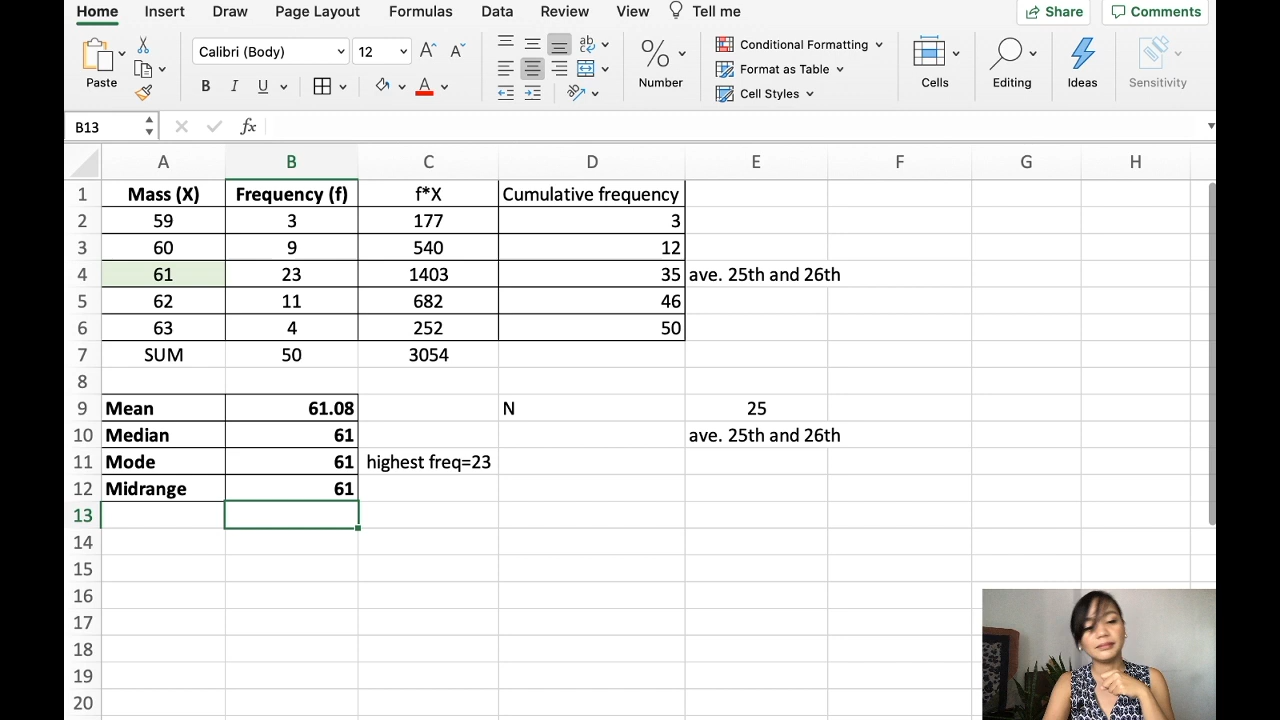 Home Insert Draw Page Layout Formulas Data Review View Tell me Share Comments
Paste Calibri (Body) 12 A^ A˅ ab % Number Conditional Formatting Cells Editing Ideas Sensitivity
B I U A Format as Table
Cell Styles
B13 fx
A B C D E F G H
1 Mass (X) Frequency (f) f*X Cumulative frequency
2 59 3 177 3
3 60 9 540 12
4 61 23 1403 35 ave. 25th and 26th
5 62 11 682 46
6 63 4 252 50
7 SUM 50 3054
8
9 Mean 61.08 N 25
10 Median 61 ave. 25th and 26th
11 Mode 61 highest freq=23
12 Midrange 61
13
14
15
16
17
18
19
20